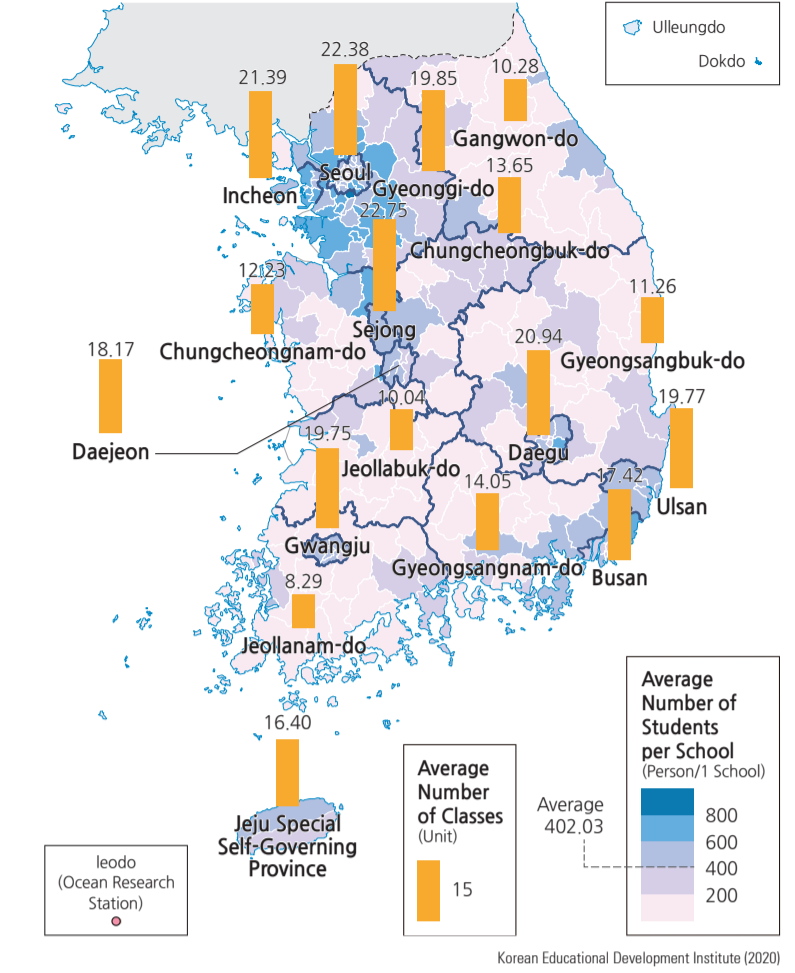 Ulleungdo
Dokdo
22.38
21.39
19.85
10.28
Gangwon-do
Seoul
13.65
Incheon
Gyeonggi-do
22.75
Chungcheongbuk-do
12.23
11.26
Sejong
20.94
18.17
Chungcheongnam-do
Gyeongsangbuk-do
10.04
19.77
Daejeon
19.75
Jeollabuk-do
Daegu
14.05
17.42
Ulsan
Gwangju
Gyeongsangnam-do
Busan
8.29
Jeollanam-do
16.40
Jeju Special
Self-Governing
Province
Ieodo
(Ocean Research
Station)
Average
Number
of Classes
(Unit)
15
Average
402.03
Average
Number of
Students
per School
(Person/1 School)
800
600
400
200
Korean Educational Development Institute (2020)